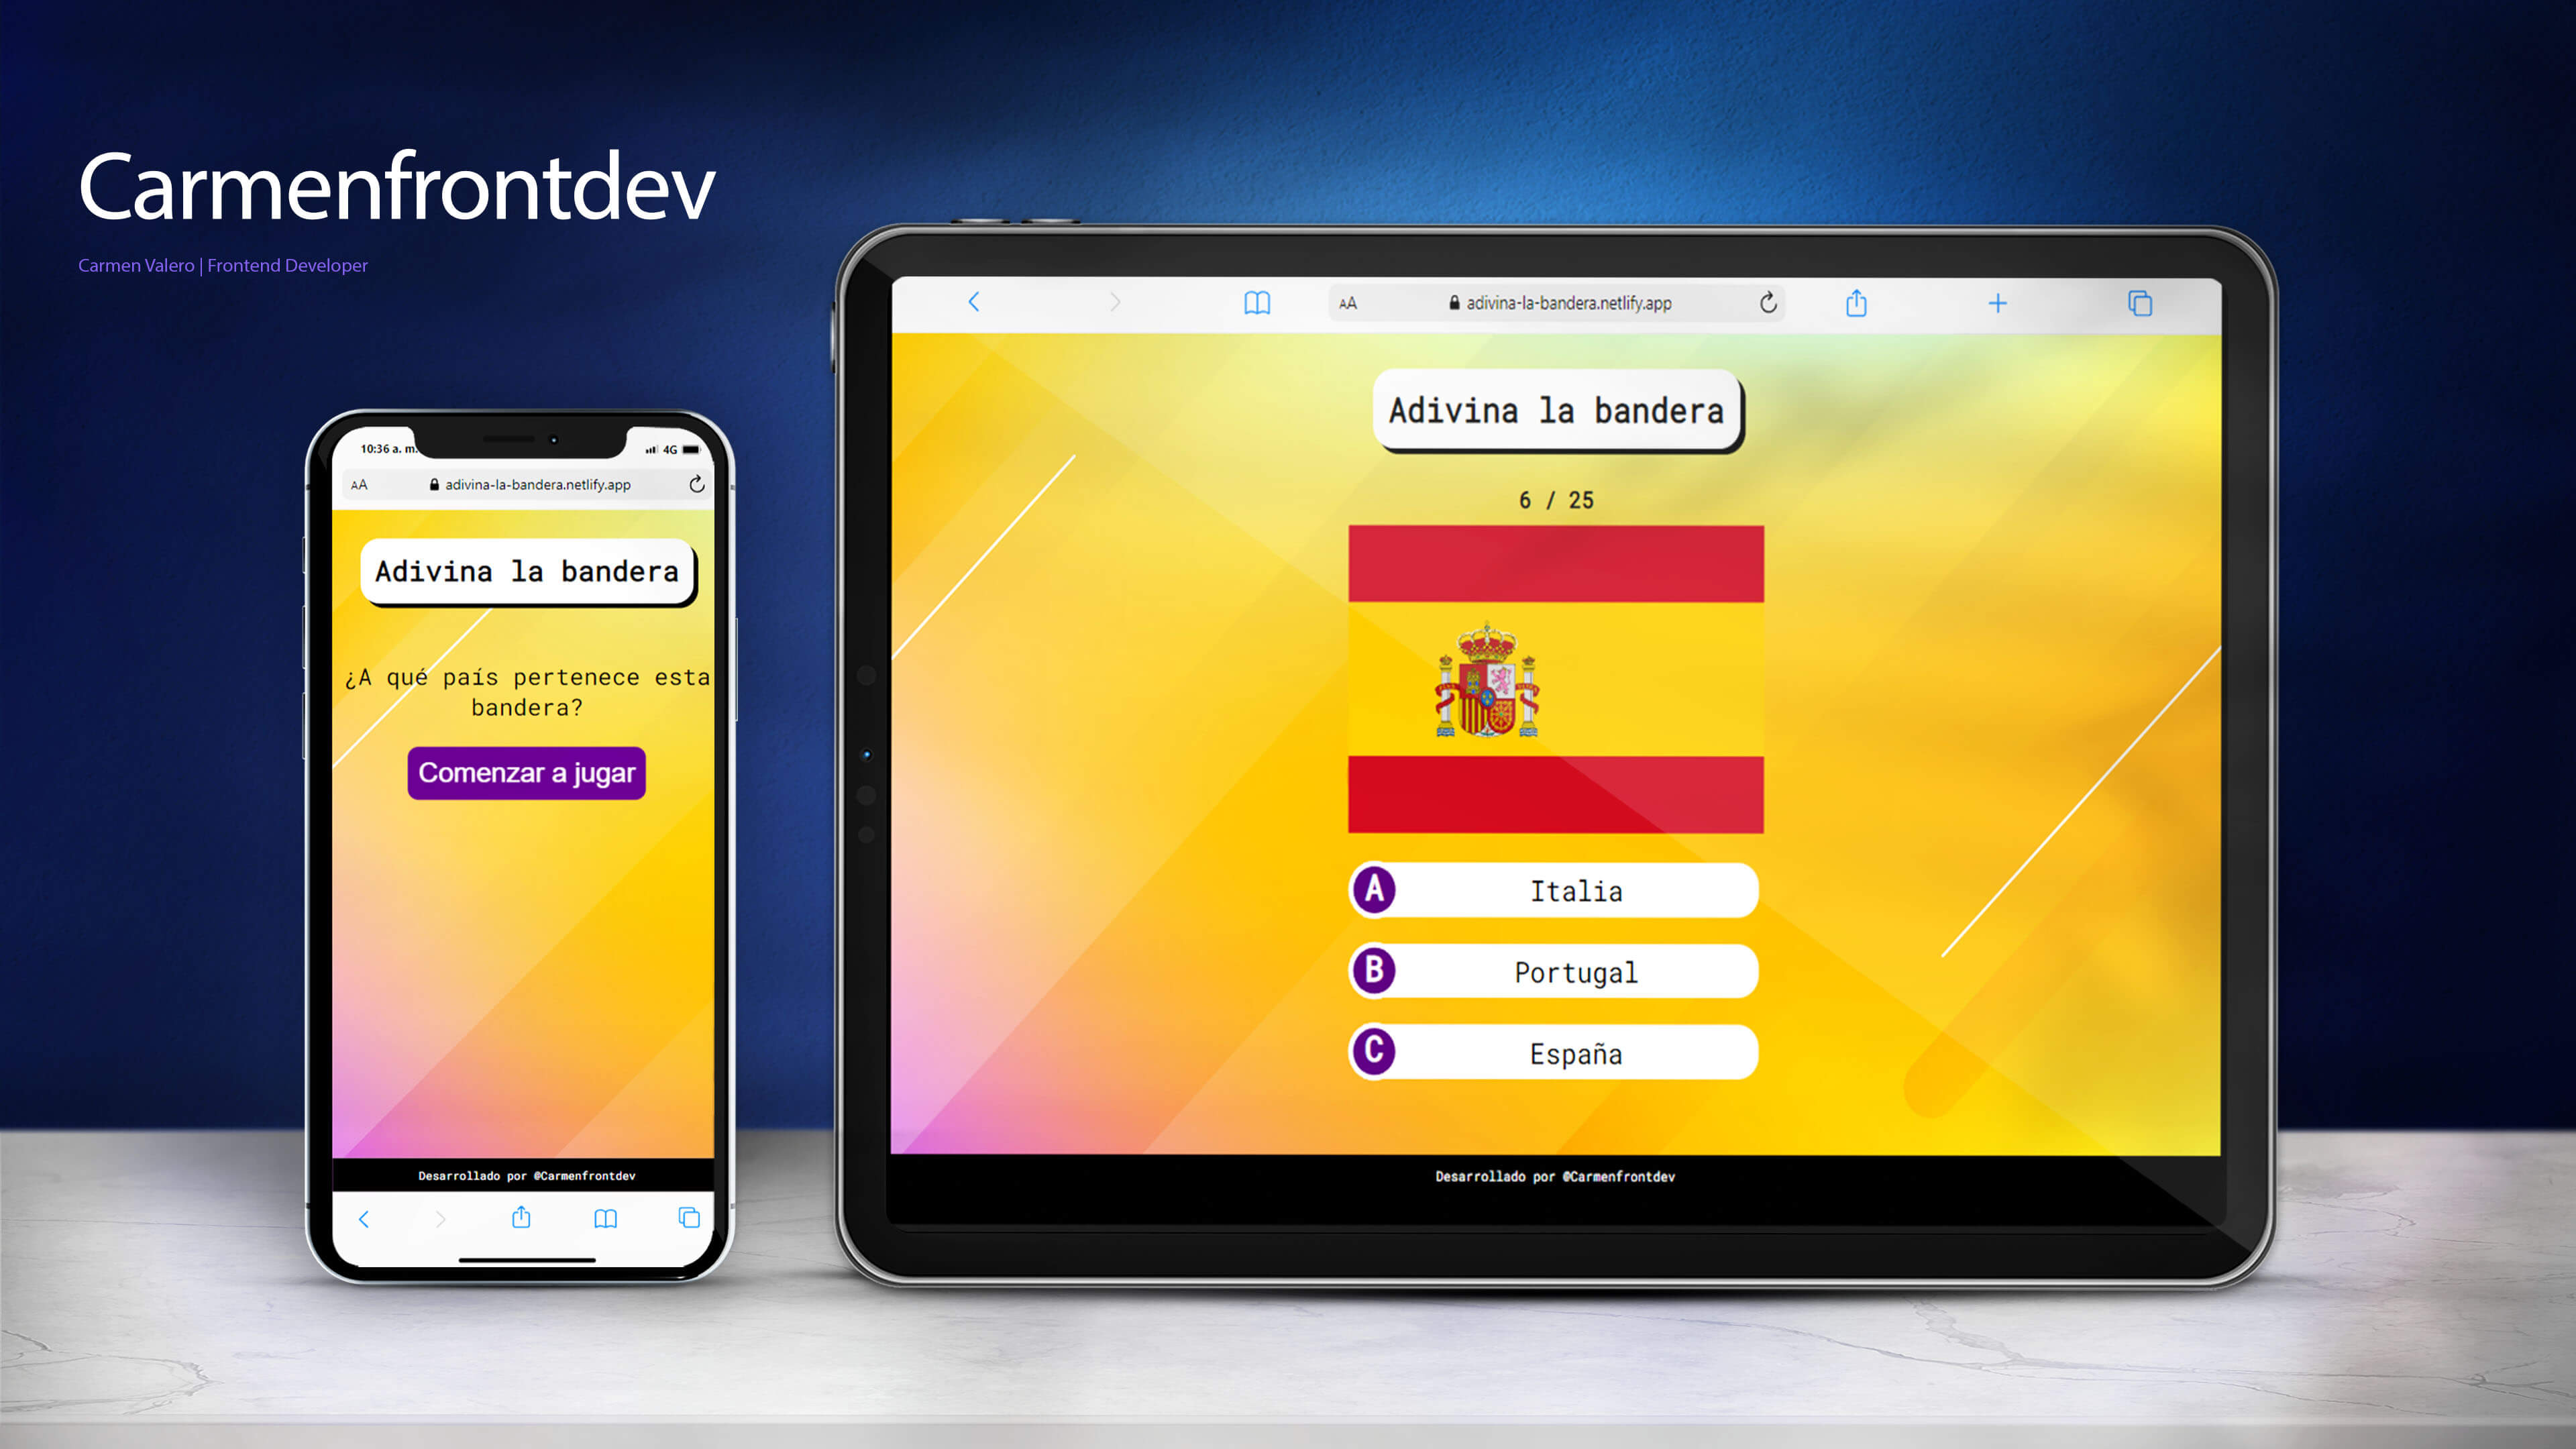 Carmenfrontdev
Carmen Valero | Frontend Developer
10:36 a. m.
4G
AA
adivina-la-bandera.netlify.app
Adivina la bandera
¿A qué país pertenece esta
bandera?
Comenzar a jugar
Desarrollado por @Carmenfrontdev
AA
adivina-la-bandera.netlify.app
Adivina la bandera
6 / 25
A Italia
B Portugal
C España
Desarrollado por @Carmenfrontdev